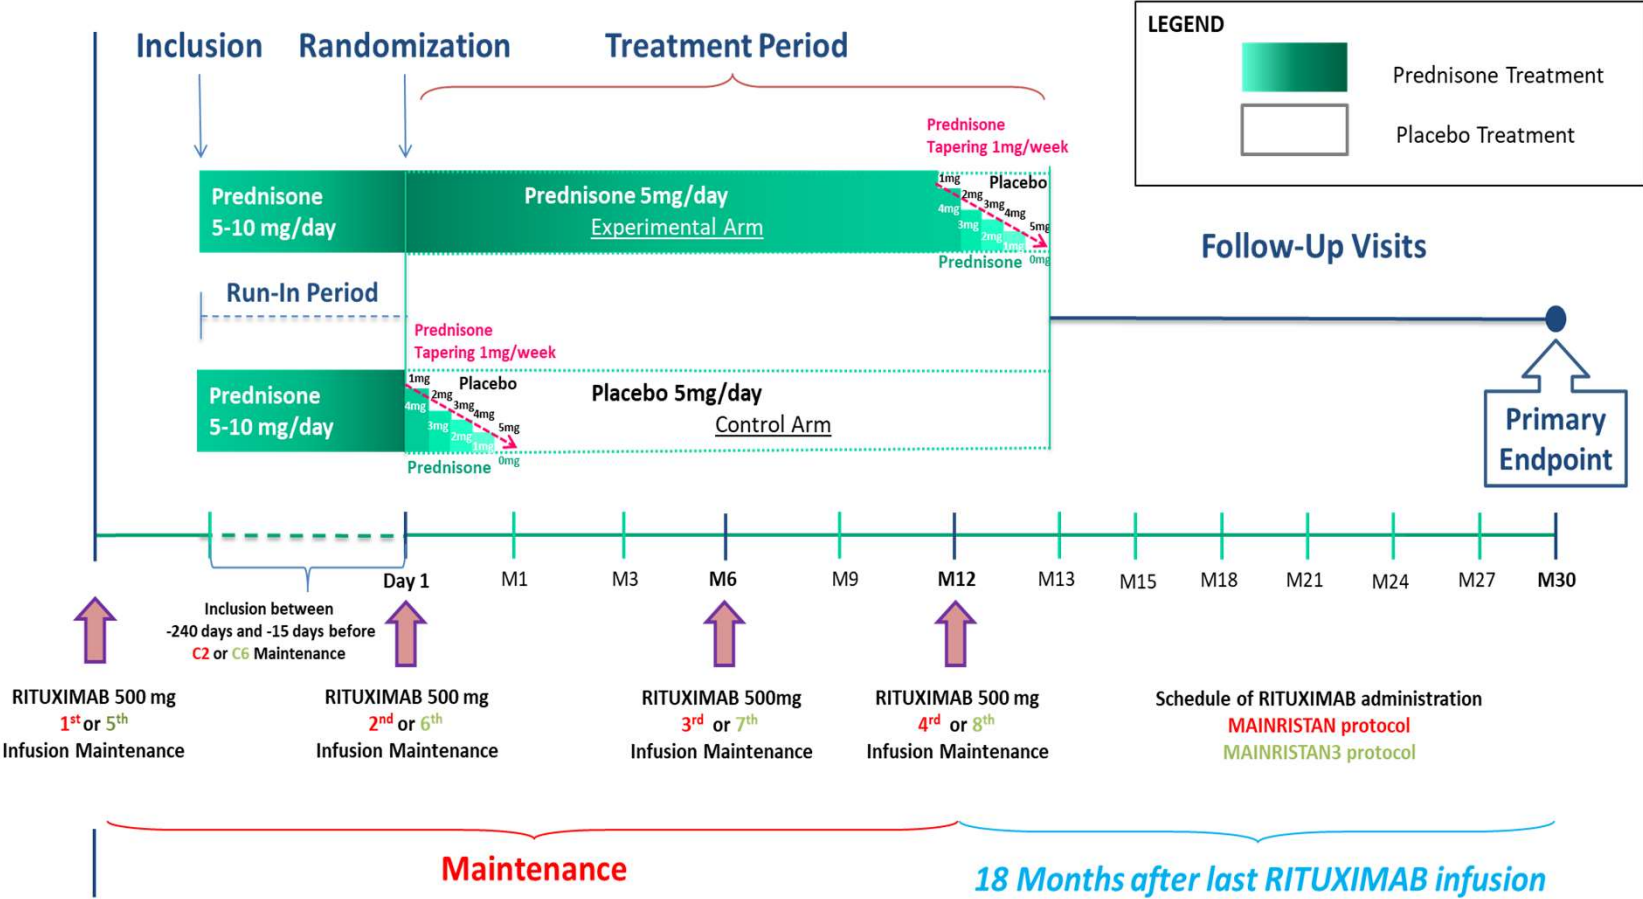 Inclusion
Randomization
Treatment Period
LEGEND
Prednisone Treatment
Placebo Treatment
Prednisone
Tapering 1mg/week
Prednisone
5-10 mg/day
Prednisone 5mg/day
Experimental Arm
Placebo
1mg
2mg
3mg
4mg
5mg
4mg
3mg
2mg
1mg
0mg
Prednisone
Follow-Up Visits
Run-In Period
Prednisone
Tapering 1mg/week
Prednisone
5-10 mg/day
Placebo
1mg
2mg
3mg
4mg
5mg
4mg
3mg
2mg
1mg
0mg
Prednisone
Placebo 5mg/day
Control Arm
Primary
Endpoint
Day 1
M1
M3
M6
M9
M12
M13
M15
M18
M21
M24
M27
M30
Inclusion between
-240 days and -15 days before
C2 or C6 Maintenance
RITUXIMAB 500 mg
1st or 5th
Infusion Maintenance
RITUXIMAB 500 mg
2nd or 6th
Infusion Maintenance
RITUXIMAB 500mg
3rd or 7th
Infusion Maintenance
RITUXIMAB 500 mg
4rd or 8th
Infusion Maintenance
Schedule of RITUXIMAB administration
MAINRISTAN protocol
MAINRISTAN3 protocol
Maintenance
18 Months after last RITUXIMAB infusion